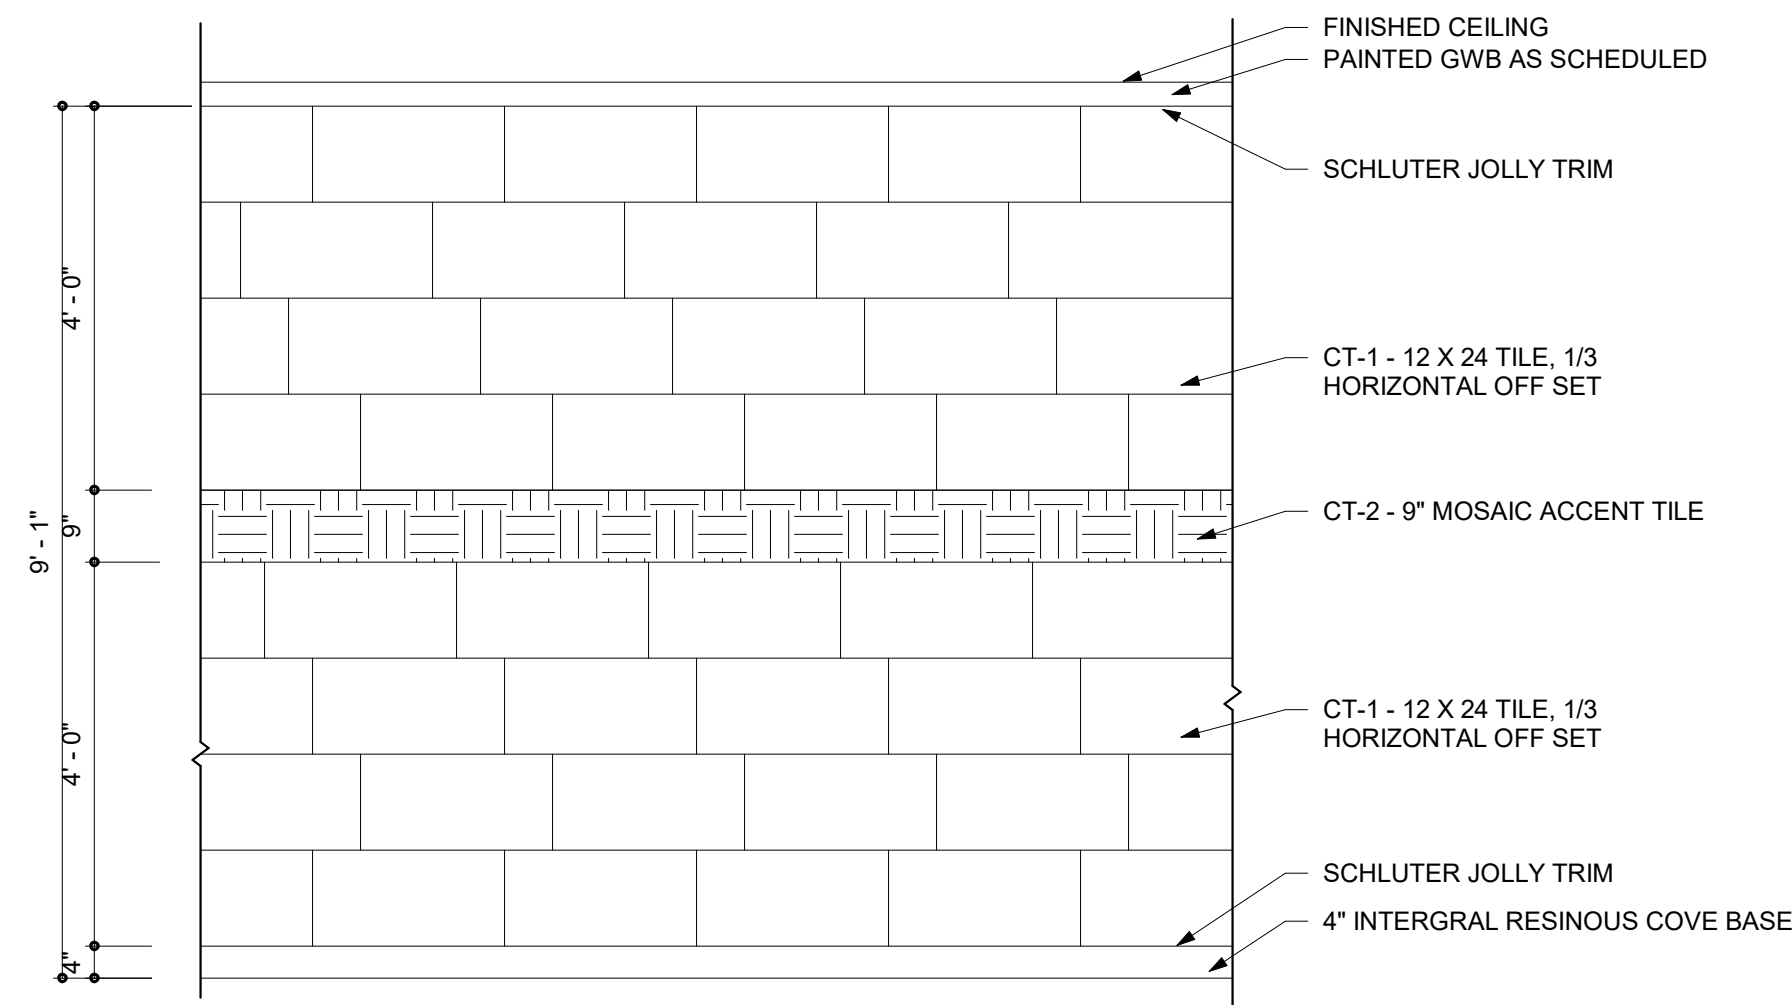 FINISHED CEILING
PAINTED GWB AS SCHEDULED
SCHLUTER JOLLY TRIM
4' - 0"
CT-1 - 12 X 24 TILE, 1/3
HORIZONTAL OFF SET
9' - 1"
9"
CT-2 - 9" MOSAIC ACCENT TILE
4' - 0"
CT-1 - 12 X 24 TILE, 1/3
HORIZONTAL OFF SET
SCHLUTER JOLLY TRIM
4" INTERGRAL RESINOUS COVE BASE
4"